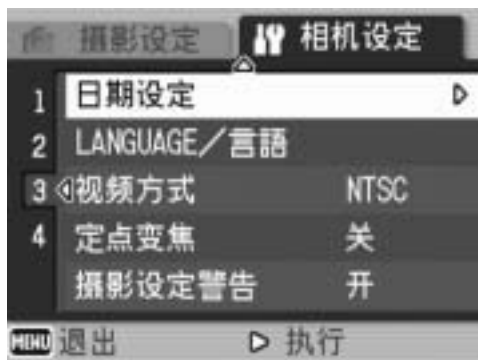 摄影设定 相机设定
1 日期设定
2 LANGUAGE／言語
3 视频方式 NTSC
4 定点变焦 关
摄影设定警告 开
MENU 退出 执行